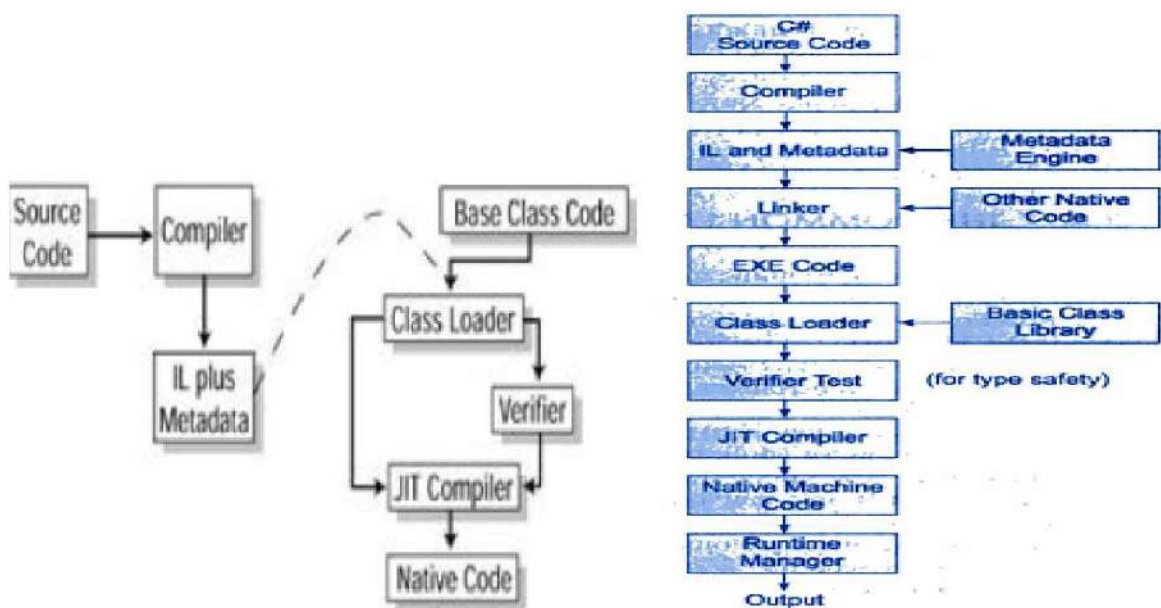 Source
Code
Compiler
IL plus
Metadata
Base Class Code
Class Loader
Verifier
JIT Compiler
Native Code
C#
Source Code
Compiler
IL and Metadata
Metadata
Engine
Linker
Other Native
Code
EXE Code
Class Loader
Basic Class
Library
Verifier Test
(for type safety)
JIT Compiler
Native Machine
Code
Runtime
Manager
Output